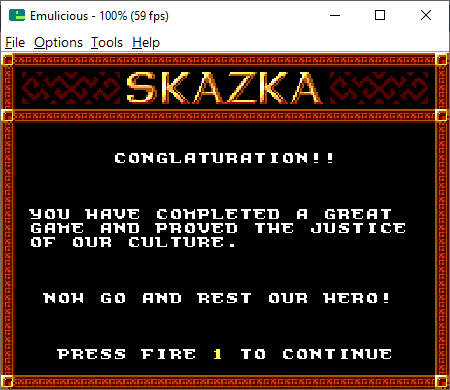 Emulicious - 100% (59 fps)
File Options Tools Help
SKAZKA
CONGLATURATION!!
YOU HAVE COMPLETED A GREAT
GAME AND PROVED THE JUSTICE
OF OUR CULTURE.
NOW GO AND REST OUR HERO!
PRESS FIRE 1 TO CONTINUE